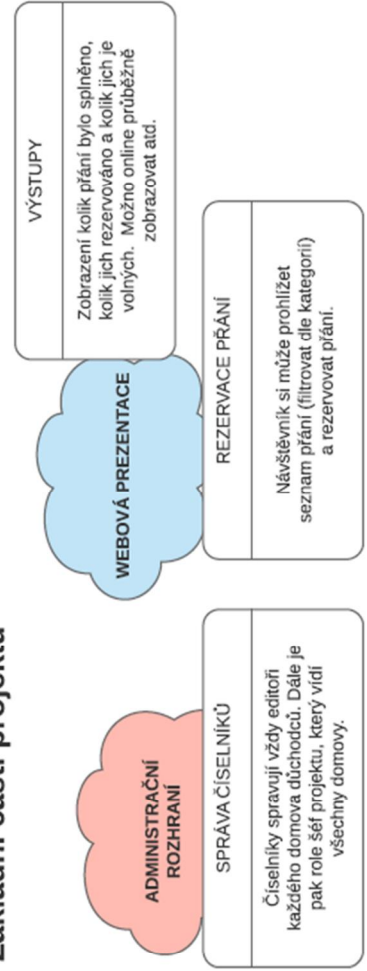 Základní části projektu
ADMINISTRAČNÍ
ROZHRANÍ
SPRÁVA ČÍSELNÍKŮ
Číselníky spravují vždy editoři
každého domova důchodců. Dále je
pak role šéf projektu, který vidí
všechny domovy.
WEBOVÁ PREZENTACE
REZERVACE PŘÁNÍ
Návštěvník si může prohlížet
seznam přání (filtrovat dle kategorií)
a rezervovat přání.
VÝSTUPY
Zobrazení kolik přání bylo splněno,
kolik jich rezervováno a kolik jich je
volných. Možno online průběžně
zobrazovat atd.